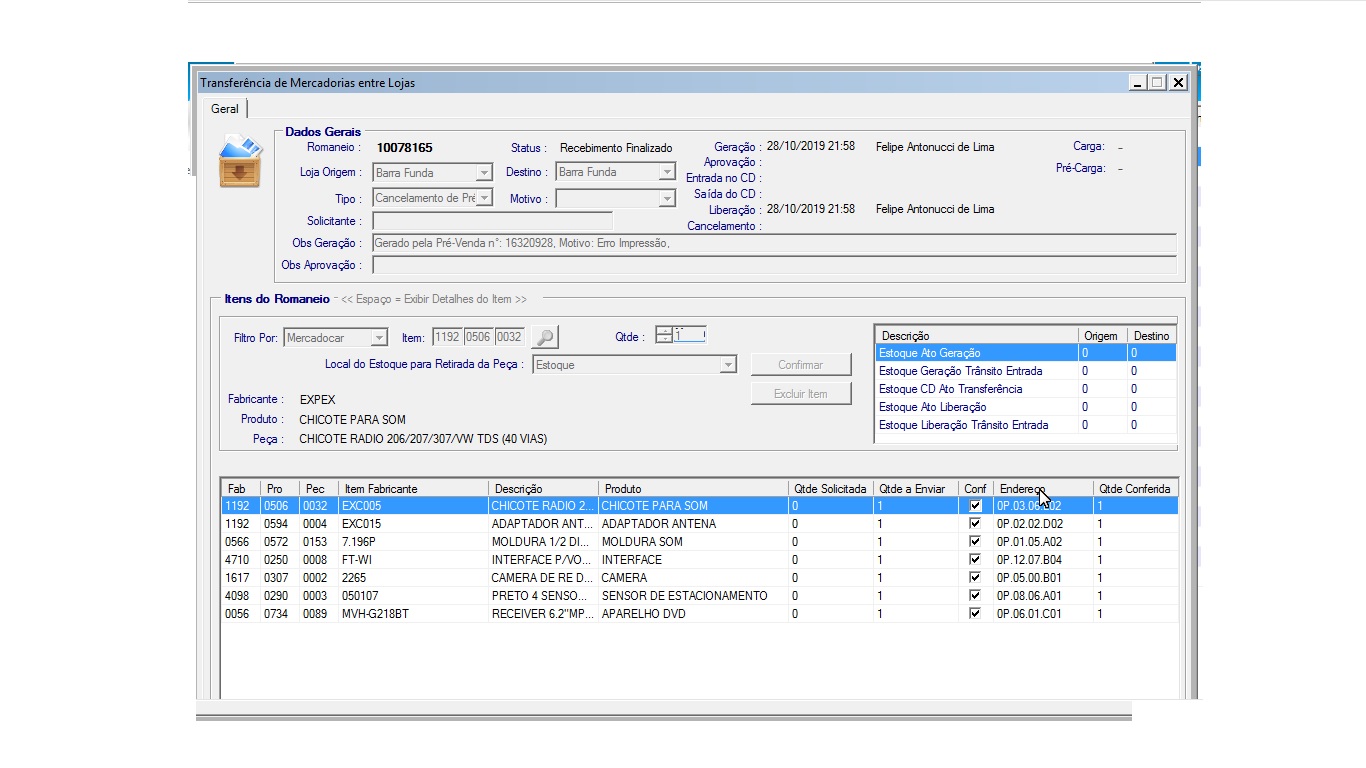 Transferência de Mercadorias entre Lojas
Geral
Dados Gerais
Romaneio : 10078165 Status : Recebimento Finalizado Geração : 28/10/2019 21:58 Felipe Antonucci de Lima Carga: -
Aprovação :
Loja Origem : Barra Funda Destino : Barra Funda Pré-Carga: -
Entrada no CD :
Saída do CD :
Tipo : Cancelamento de Pré Motivo :
Liberação : 28/10/2019 21:58 Felipe Antonucci de Lima
Solicitante :
Cancelamento :
Obs Geração : Gerado pela Pré-Venda n°: 16320928, Motivo: Erro Impressão,
Obs Aprovação :
Itens do Romaneio << Espaço = Exibir Detalhes do Item >>
Filtro Por: Mercadocar Item: 1192 0506 0032 Qtde : 1
Local do Estoque para Retirada da Peça : Estoque Confirmar
Excluir Item
Fabricante : EXPEX
Produto : CHICOTE PARA SOM
Peça : CHICOTE RADIO 206/207/307/VW TDS (40 VIAS)
Descrição Origem Destino
Estoque Ato Geração 0 0
Estoque Geração Trânsito Entrada 0 0
Estoque CD Ato Transferência 0 0
Estoque Ato Liberação 0 0
Estoque Liberação Trânsito Entrada 0 0
Fab Pro Pec Item Fabricante Descrição Produto Qtde Solicitada Qtde a Enviar Conf Endereço Qtde Conferida
1192 0506 0032 EXC005 CHICOTE RADIO 2... CHICOTE PARA SOM 0 1 1
1192 0594 0004 EXC015 ADAPTADOR ANT... ADAPTADOR ANTENA 0 1 0P.02.02.D02 1
0566 0572 0153 7.196P MOLDURA 1/2 DI... MOLDURA SOM 0 1 0P.01.05.A02 1
4710 0250 0008 FT-WI INTERFACE P/VO... INTERFACE 0 1 0P.12.07.B04 1
1617 0307 0002 2265 CAMERA DE RE D... CAMERA 0 1 0P.05.00.B01 1
4098 0290 0003 050107 PRETO 4 SENSO... SENSOR DE ESTACIONAMENTO 0 1 0P.08.06.A01 1
0056 0734 0089 MVH-G218BT RECEIVER 6.2"MP... APARELHO DVD 0 1 0P.06.01.C01 1